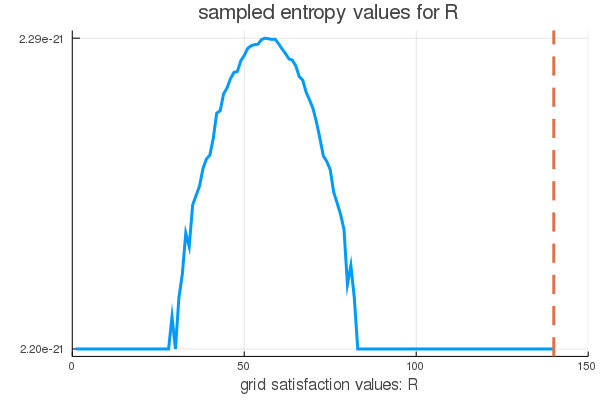 sampled entropy values for R
2.29e-21
2.20e-21
0 50 100 150
grid satisfaction values: R